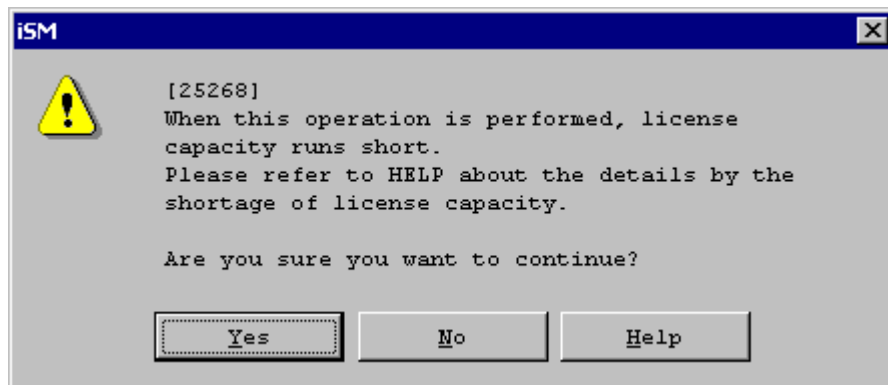 iSM
[25268]
When this operation is performed, license
capacity runs short.
Please refer to HELP about the details by the
shortage of license capacity.
Are you sure you want to continue?
Yes No Help